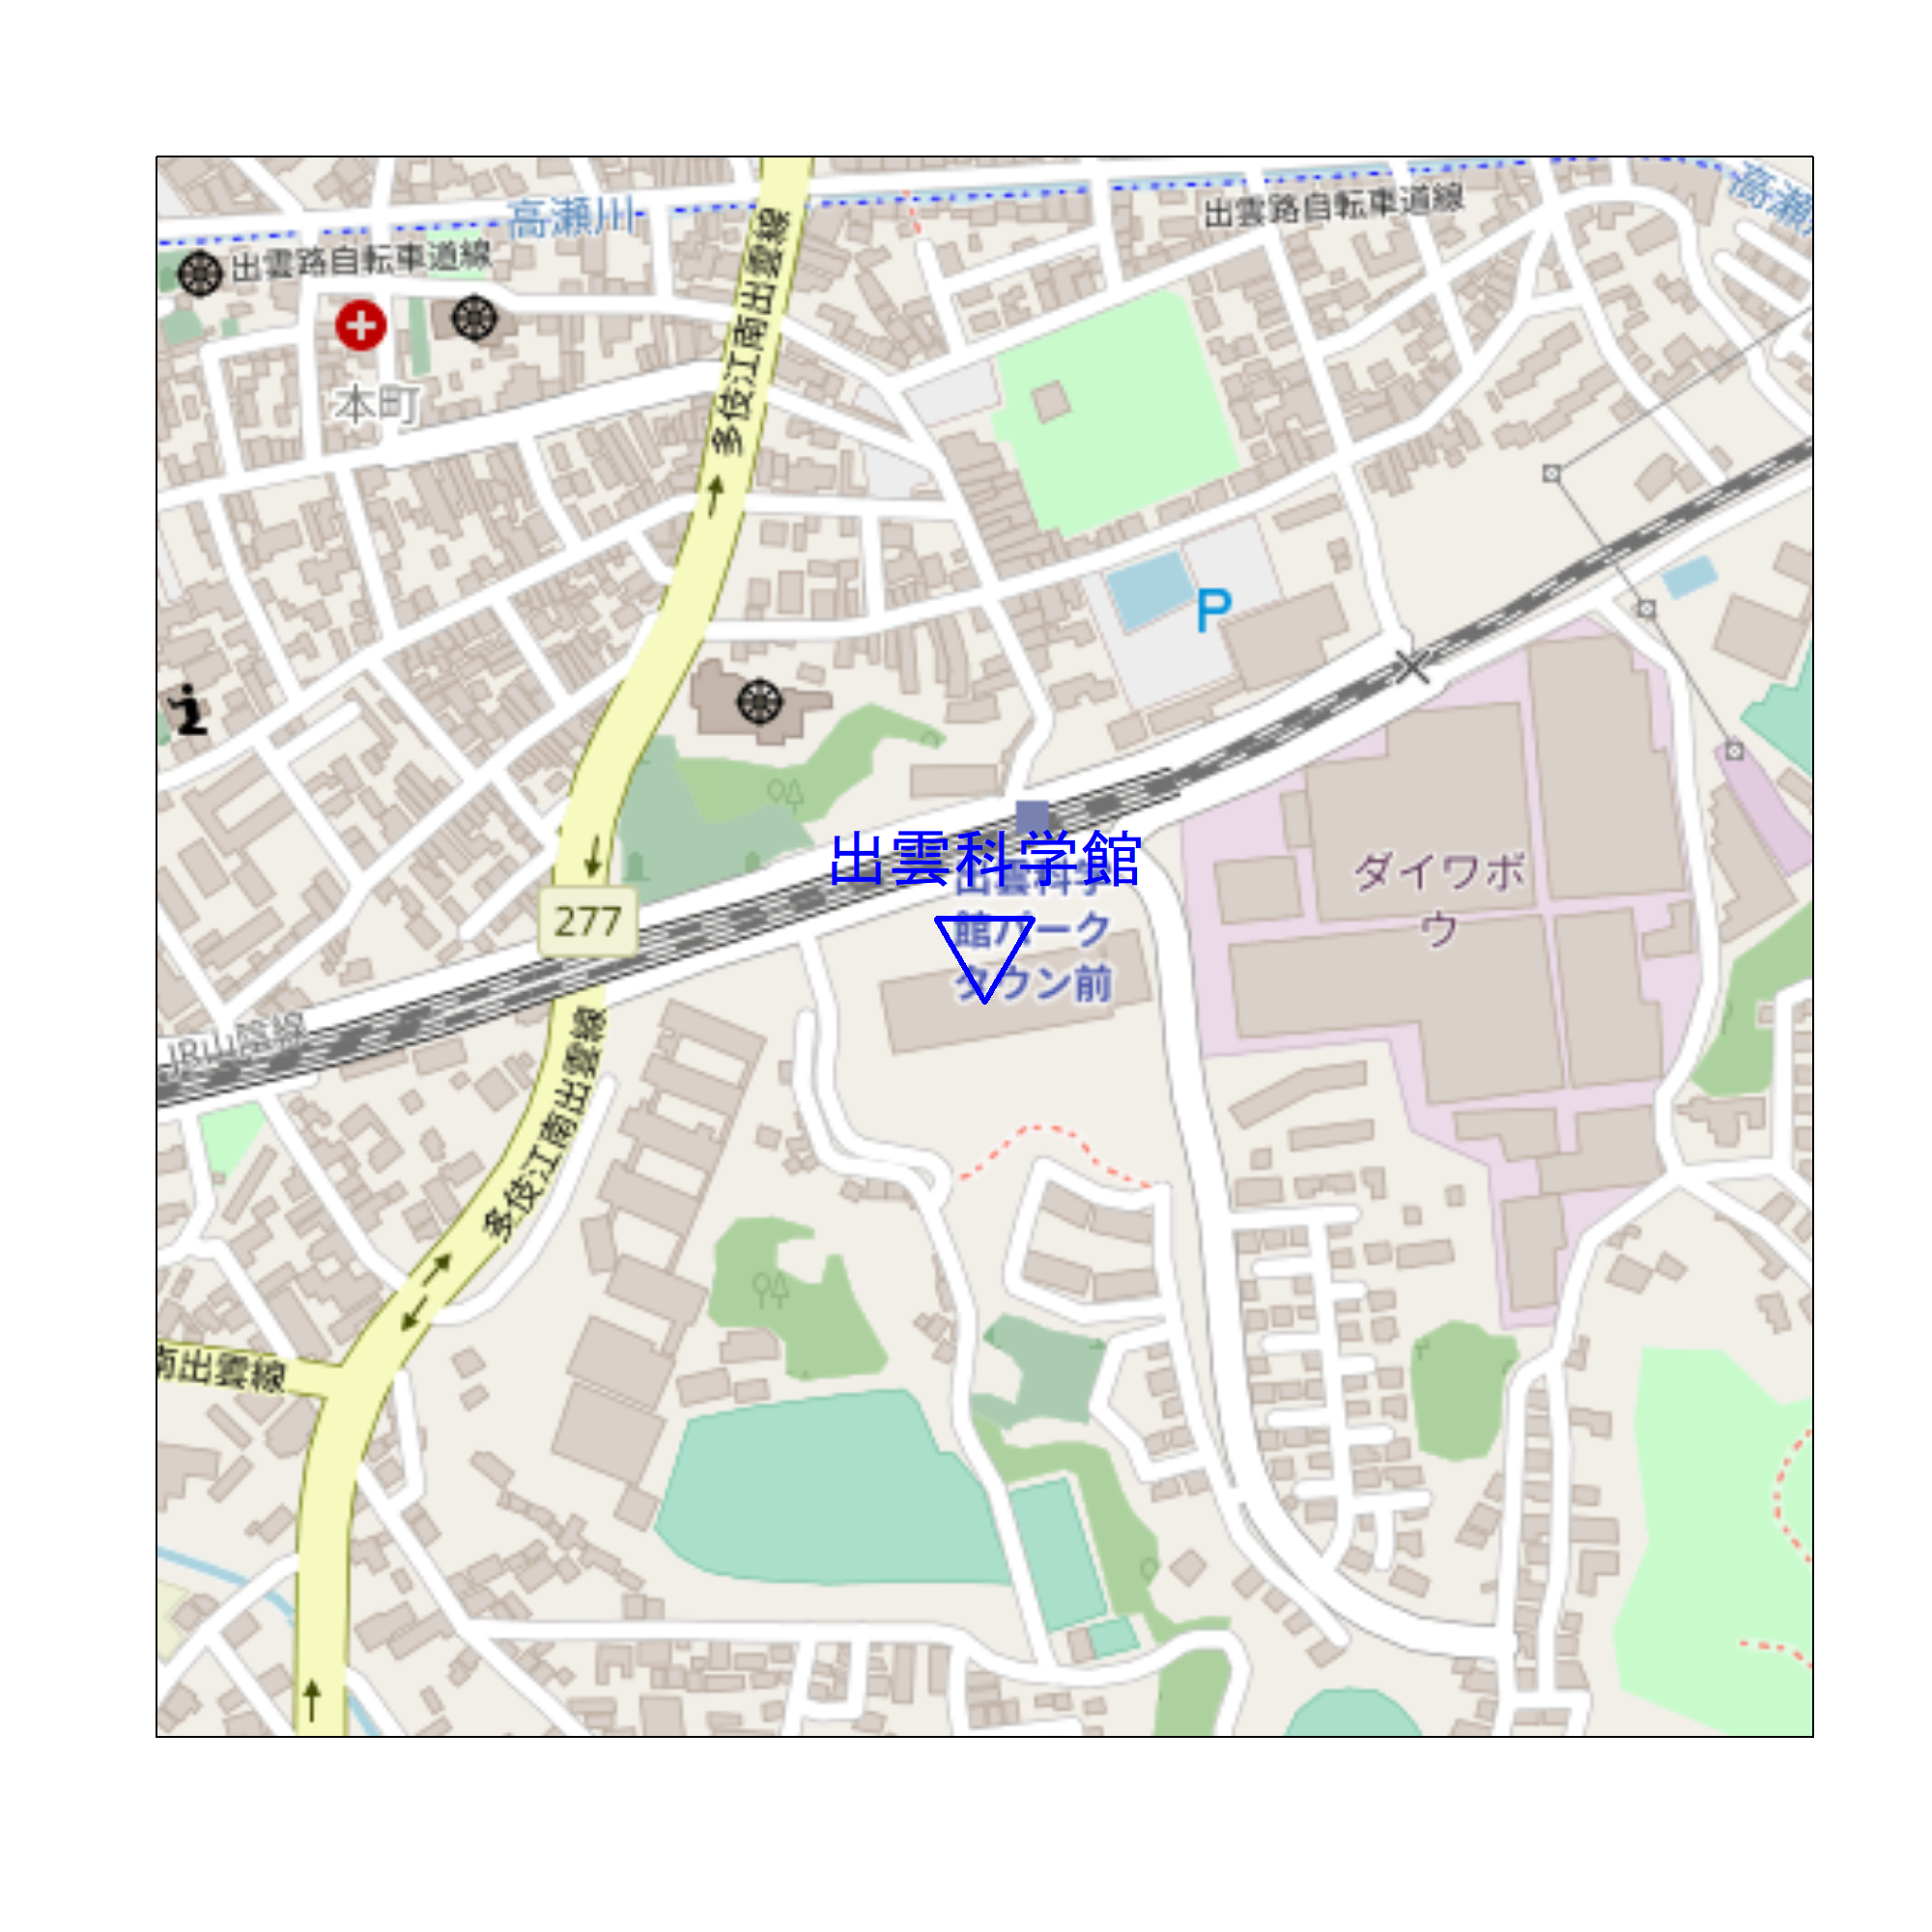 高瀬川
出雲路自転車道線
高瀬
出雲路自転車道線
多伎江南出雲線
本町
P
出雲科学館
出雲科学
館パーク
タウン前
ダイワボ
ウ
277
JR山陰線
多伎江南出雲線
南出雲線